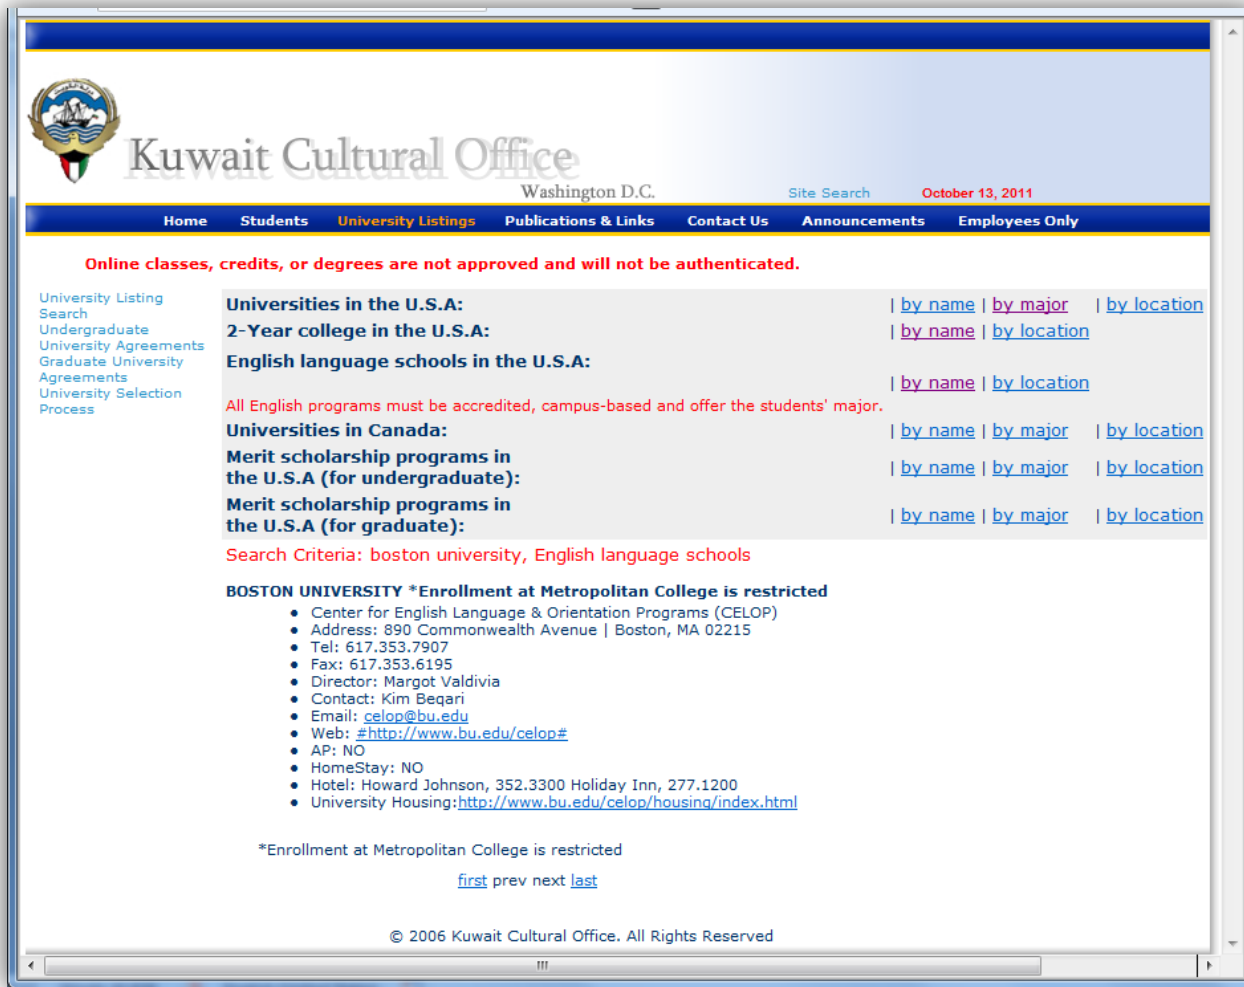 Kuwait Cultural Office
Washington D.C.
Site Search October 13, 2011
Home Students University Listings Publications & Links Contact Us Announcements Employees Only
Online classes, credits, or degrees are not approved and will not be authenticated.
University Listing
Search
Undergraduate
University Agreements
Graduate University
Agreements
University Selection
Process
Universities in the U.S.A: | by name | by major | by location
2-Year college in the U.S.A: | by name | by location
English language schools in the U.S.A:
| by name | by location
All English programs must be accredited, campus-based and offer the students' major.
Universities in Canada: | by name | by major | by location
Merit scholarship programs in
the U.S.A (for undergraduate): | by name | by major | by location
Merit scholarship programs in
the U.S.A (for graduate): | by name | by major | by location
Search Criteria: boston university, English language schools
BOSTON UNIVERSITY *Enrollment at Metropolitan College is restricted
• Center for English Language & Orientation Programs (CELOP)
• Address: 890 Commonwealth Avenue | Boston, MA 02215
• Tel: 617.353.7907
• Fax: 617.353.6195
• Director: Margot Valdivia
• Contact: Kim Beqari
• Email: celop@bu.edu
• Web: #http://www.bu.edu/celop#
• AP: NO
• HomeStay: NO
• Hotel: Howard Johnson, 352.3300 Holiday Inn, 277.1200
• University Housing:http://www.bu.edu/celop/housing/index.html
*Enrollment at Metropolitan College is restricted
first prev next last
© 2006 Kuwait Cultural Office. All Rights Reserved